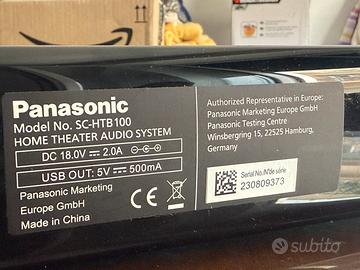 Panasonic
Model No. SC-HTB100
HOME THEATER AUDIO SYSTEM
DC 18.0V ⎓ 2.0A
USB OUT: 5V ⎓ 500mA
Panasonic Marketing
Europe GmbH
Made in China
CE
Authorized Representative in Europe:
Panasonic Marketing Europe GmbH
Panasonic Testing Centre
Winsbergring 15, 22525 Hamburg,
Germany
Serial No./N°de série
230809373
subito